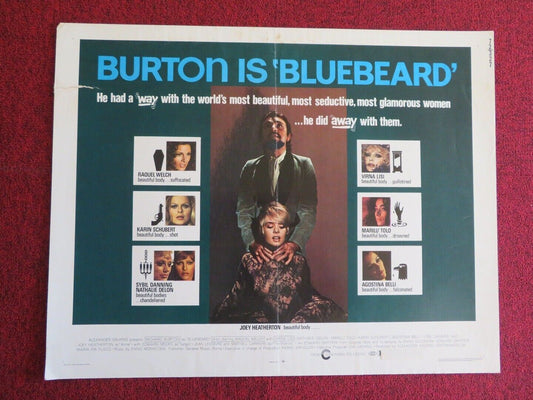 BURTON IS 'BLUEBEARD'
He had a way with the world's most beautiful, most seductive, most glamorous women
...he did away with them.
RAQUEL WELCH
beautiful body...suffocated
KARIN SCHUBERT
beautiful body...shot
SYBIL DANNING
NATHALIE DELON
beautiful bodies
...chandeliered
VIRNA LISI
beautiful body...guillotined
MARILU' TOLO
beautiful body...drowned
AGOSTINA BELLI
beautiful body...falconated
JOEY HEATHERTON beautiful body...